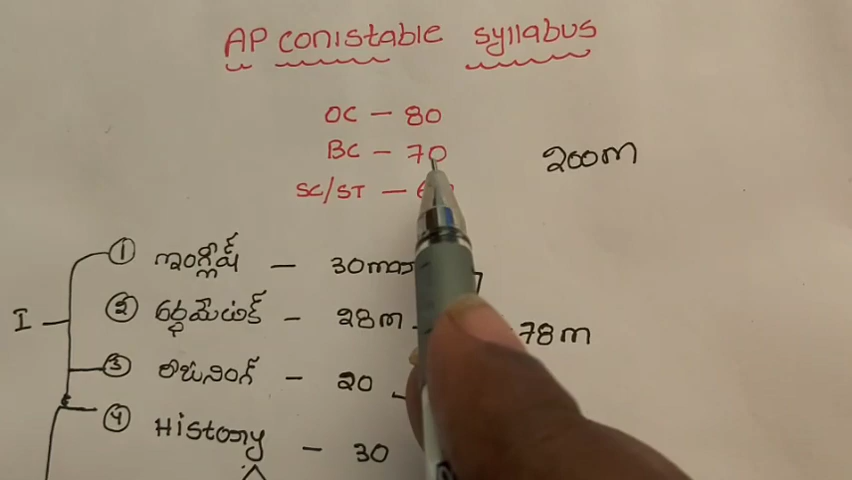 AP conistable syllabus
OC - 80
BC - 70
200m
SC/ST -
① ఇంగ్లీష్ - 30
② అర్థమెటిక్ - 28m
78m
I
③ రీజనింగ్ - 20
④ History - 30